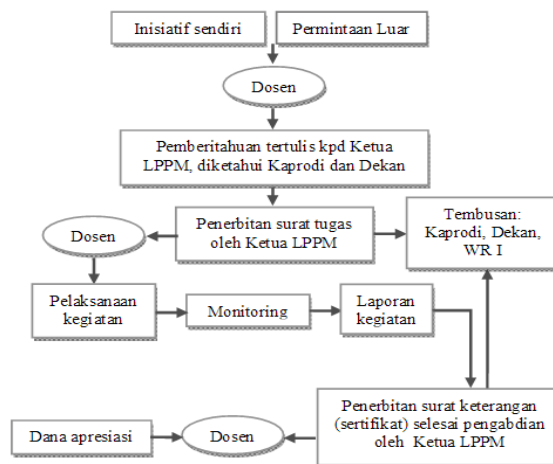 Inisiatif sendiri
Permintaan Luar
Dosen
Pemberitahuan tertulis kpd Ketua
LPPM, diketahui Kaprodi dan Dekan
Dosen
Penerbitan surat tugas
oleh Ketua LPPM
Tembusan:
Kaprodi, Dekan,
WR I
Pelaksanaan
kegiatan
Monitoring
Laporan
kegiatan
Dana apresiasi
Dosen
Penerbitan surat keterangan
(sertifikat) selesai pengabdian
oleh Ketua LPPM